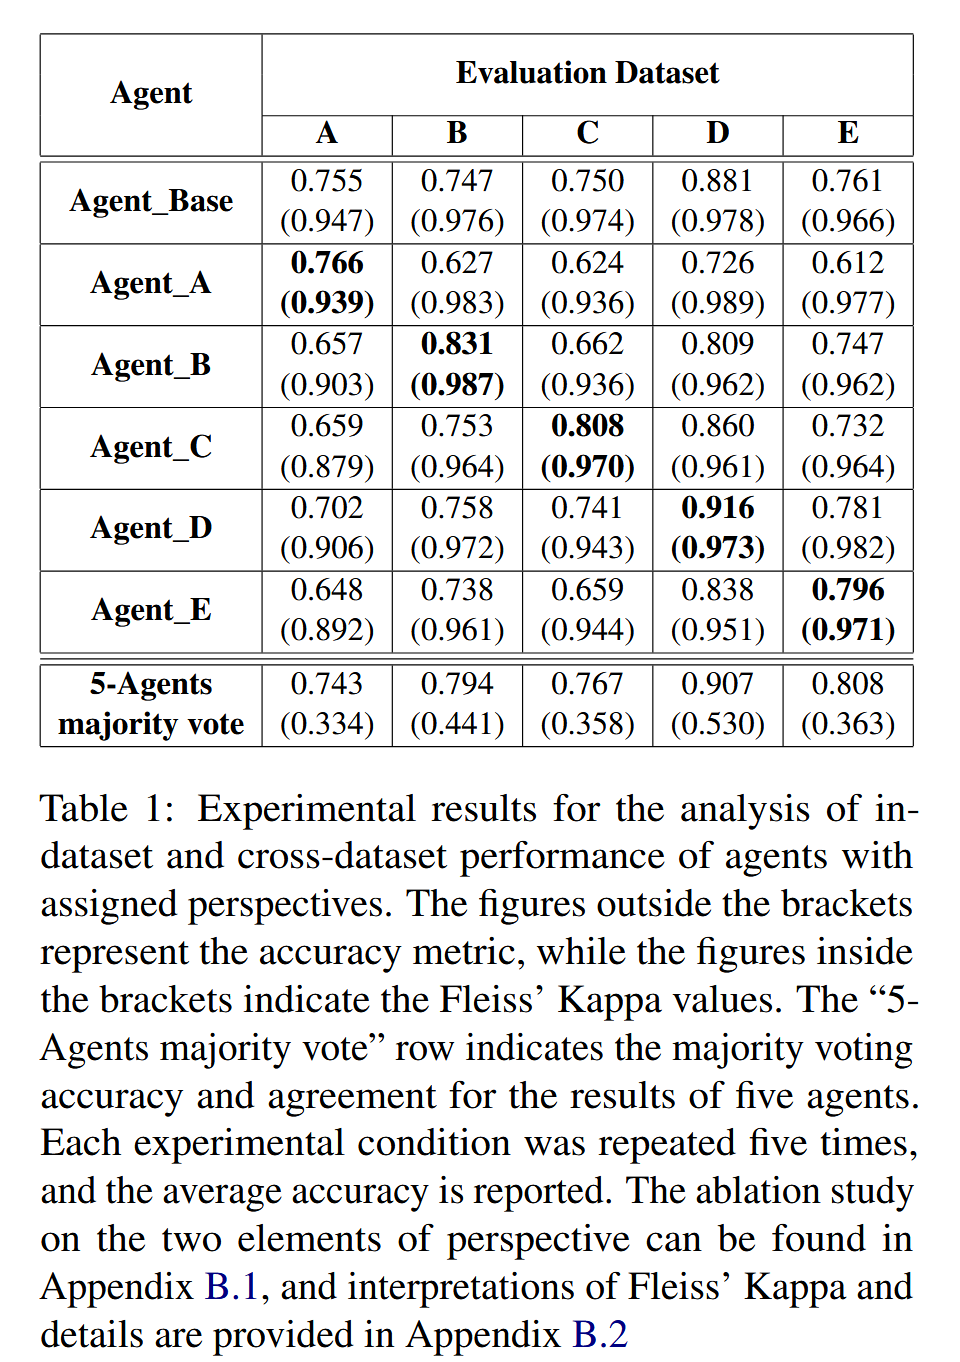 Agent
Evaluation Dataset
A B C D E
Agent_Base
0.755 0.747 0.750 0.881 0.761
(0.947) (0.976) (0.974) (0.978) (0.966)
Agent_A
0.766 0.627 0.624 0.726 0.612
(0.939) (0.983) (0.936) (0.989) (0.977)
Agent_B
0.657 0.831 0.662 0.809 0.747
(0.903) (0.987) (0.936) (0.962) (0.962)
Agent_C
0.659 0.753 0.808 0.860 0.732
(0.879) (0.964) (0.970) (0.961) (0.964)
Agent_D
0.702 0.758 0.741 0.916 0.781
(0.906) (0.972) (0.943) (0.973) (0.982)
Agent_E
0.648 0.738 0.659 0.838 0.796
(0.892) (0.961) (0.944) (0.951) (0.971)
5-Agents 0.743 0.794 0.767 0.907 0.808
majority vote (0.334) (0.441) (0.358) (0.530) (0.363)
Table 1: Experimental results for the analysis of in-
dataset and cross-dataset performance of agents with
assigned perspectives. The figures outside the brackets
represent the accuracy metric, while the figures inside
the brackets indicate the Fleiss’ Kappa values. The “5-
Agents majority vote” row indicates the majority voting
accuracy and agreement for the results of five agents.
Each experimental condition was repeated five times,
and the average accuracy is reported. The ablation study
on the two elements of perspective can be found in
Appendix B.1, and interpretations of Fleiss’ Kappa and
details are provided in Appendix B.2